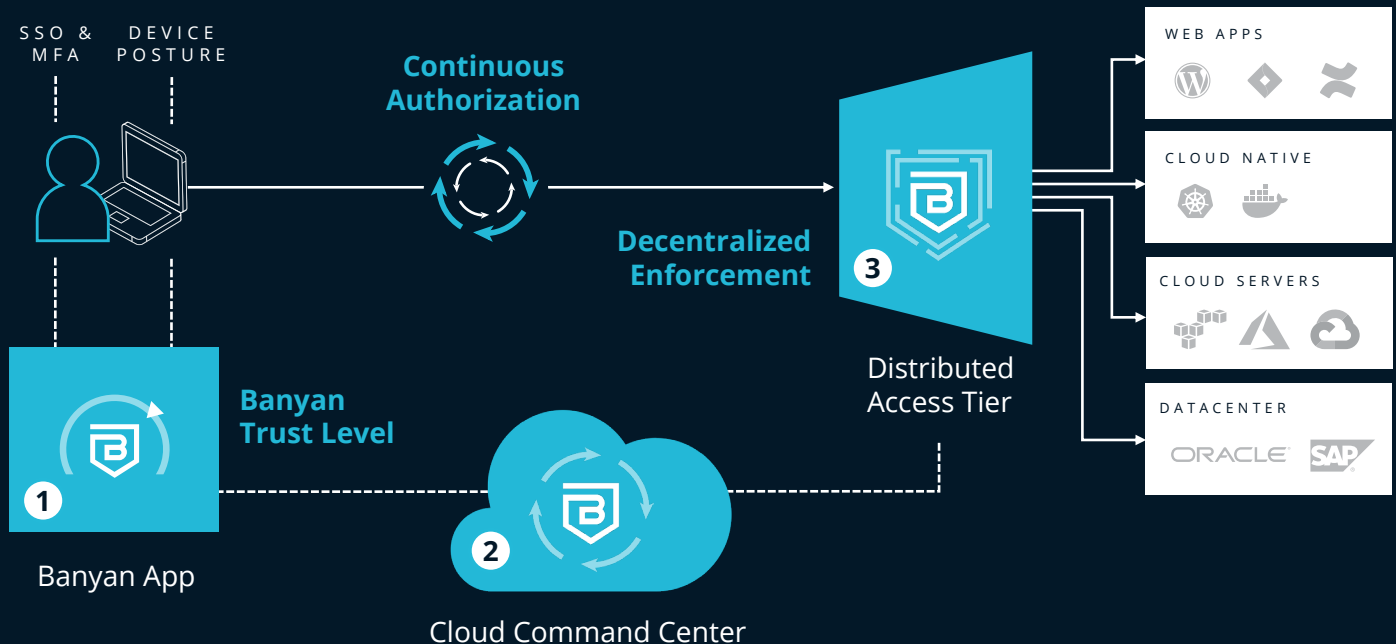 SSO &
MFA
DEVICE
POSTURE
Continuous
Authorization
Decentralized
Enforcement
B
3
Distributed
Access Tier
WEB APPS
W
CLOUD NATIVE
CLOUD SERVERS
DATACENTER
ORACLE
SAP
B
1
Banyan
Trust Level
Banyan App
B
2
Cloud Command Center